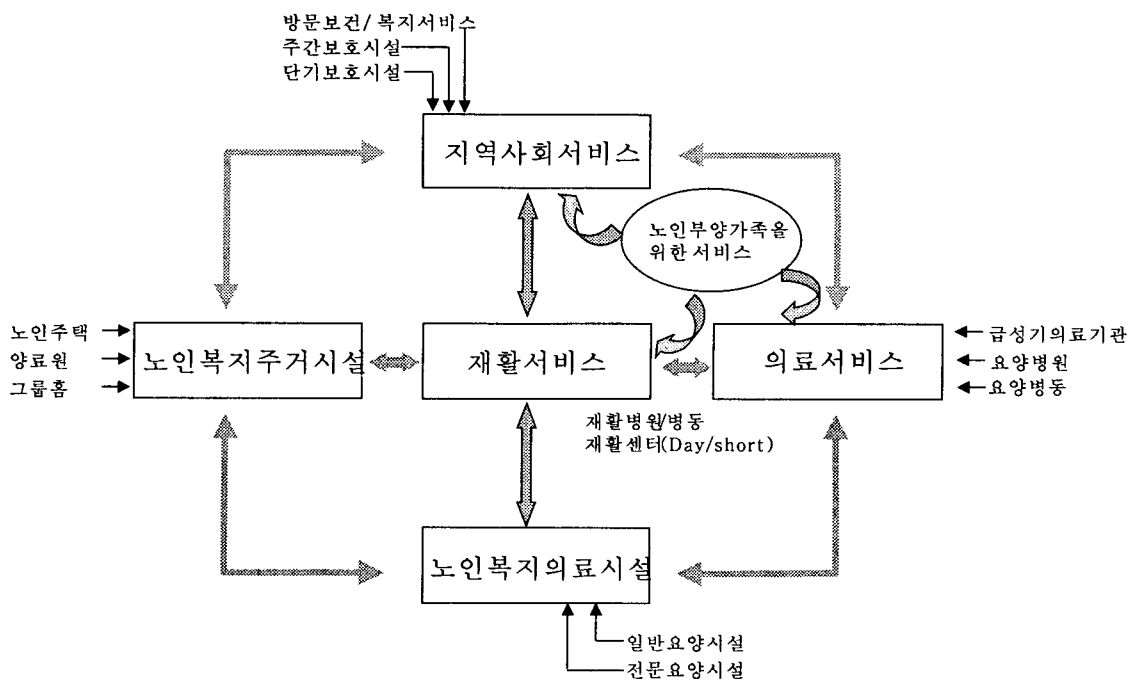 방문보건/복지서비스
주간보호시설
단기보호시설
지역사회서비스
노인부양가족을
위한 서비스
노인주택
양료원
그룹홈
노인복지주거시설
재활서비스
의료서비스
급성기의료기관
요양병원
요양병동
재활병원/병동
재활센터(Day/short)
노인복지의료시설
일반요양시설
전문요양시설